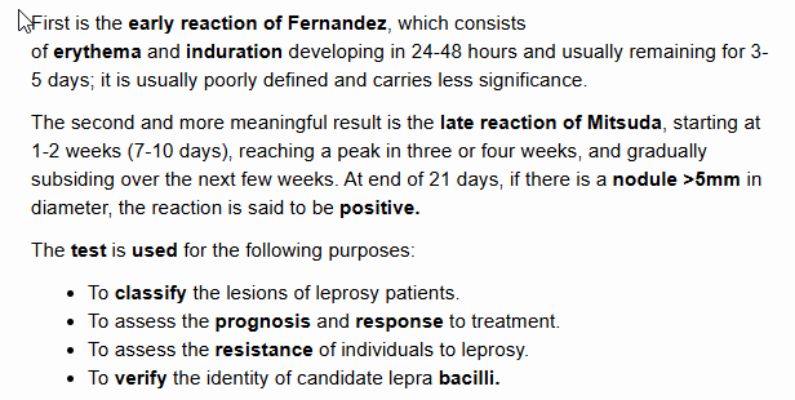 First is the early reaction of Fernandez, which consists
of erythema and induration developing in 24-48 hours and usually remaining for 3-
5 days; it is usually poorly defined and carries less significance.
The second and more meaningful result is the late reaction of Mitsuda, starting at
1-2 weeks (7-10 days), reaching a peak in three or four weeks, and gradually
subsiding over the next few weeks. At end of 21 days, if there is a nodule >5mm in
diameter, the reaction is said to be positive.
The test is used for the following purposes:
• To classify the lesions of leprosy patients.
• To assess the prognosis and response to treatment.
• To assess the resistance of individuals to leprosy.
• To verify the identity of candidate lepra bacilli.